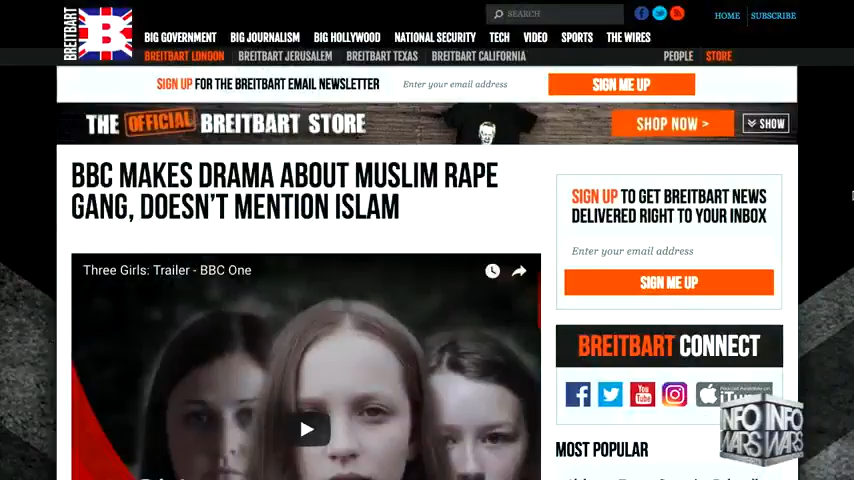 BREITBART
B
SEARCH
HOME
SUBSCRIBE
BIG GOVERNMENT BIG JOURNALISM BIG HOLLYWOOD NATIONAL SECURITY TECH VIDEO SPORTS THE WIRES
BREITBART LONDON BREITBART JERUSALEM BREITBART TEXAS BREITBART CALIFORNIA PEOPLE STORE
SIGN UP FOR THE BREITBART EMAIL NEWSLETTER Enter your email address SIGN ME UP
THE OFFICIAL BREITBART STORE SHOP NOW > SHOW
BBC MAKES DRAMA ABOUT MUSLIM RAPE
GANG, DOESN'T MENTION ISLAM
Three Girls: Trailer - BBC One
SIGN UP TO GET BREITBART NEWS
DELIVERED RIGHT TO YOUR INBOX
Enter your email address
SIGN ME UP
BREITBART CONNECT
You
Tube
INFO INFO
WARS WARS
MOST POPULAR